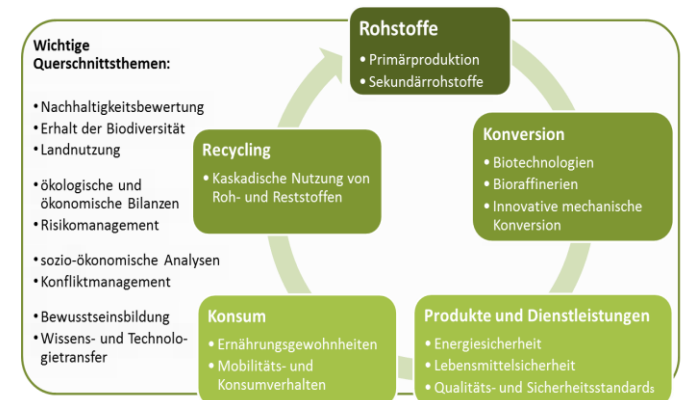 Wichtige
Querschnittsthemen:
• Nachhaltigkeitsbewertung
• Erhalt der Biodiversität
• Landnutzung
• ökologische und
ökonomische Bilanzen
• Risikomanagement
• sozio-ökonomische Analysen
• Konfliktmanagement
• Bewusstseinsbildung
• Wissens- und Technolo-
gietransfer
Rohstoffe
• Primärproduktion
• Sekundärrohstoffe
Konversion
• Biotechnologien
• Bioraffinerien
• Innovative mechanische
Konversion
Produkte und Dienstleistungen
• Energiesicherheit
• Lebensmittelsicherheit
• Qualitäts- und Sicherheitsstandards
Konsum
• Ernährungsgewohnheiten
• Mobilitäts- und
Konsumverhalten
Recycling
• Kaskadische Nutzung von
Roh- und Reststoffen